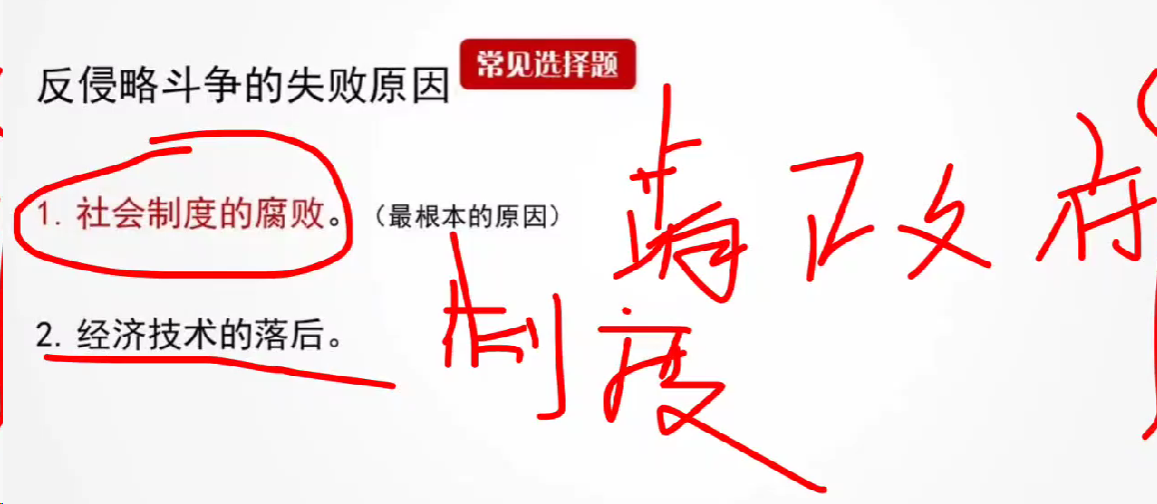 反侵略斗争的失败原因 常见选择题
1. 社会制度的腐败。（最根本的原因）
2. 经济技术的落后。
政府
制度